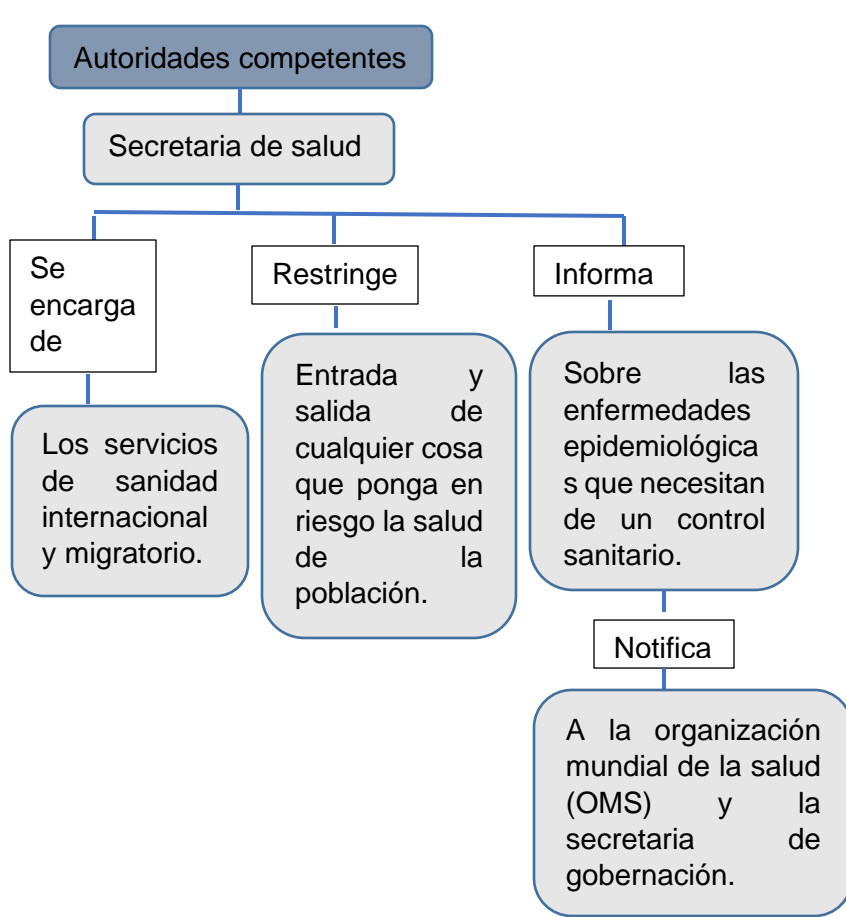 Autoridades competentes
Secretaria de salud
Se
encarga
de
Los servicios
de sanidad
internacional
y migratorio.
Restringe
Entrada y
salida de
cualquier cosa
que ponga en
riesgo la salud
de la
población.
Informa
Sobre las
enfermedades
epidemiológica
s que necesitan
de un control
sanitario.
Notifica
A la organización
mundial de la salud
(OMS) y la
secretaria de
gobernación.